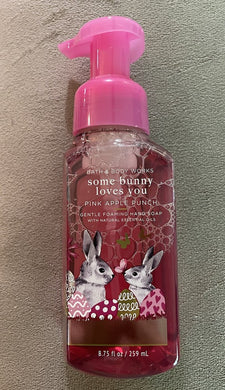 BATH & BODY WORKS
some bunny
loves you
PINK APPLE PUNCH
GENTLE FOAMING HAND SOAP
WITH NATURAL ESSENTIAL OILS
8.75 fl oz / 259 mL